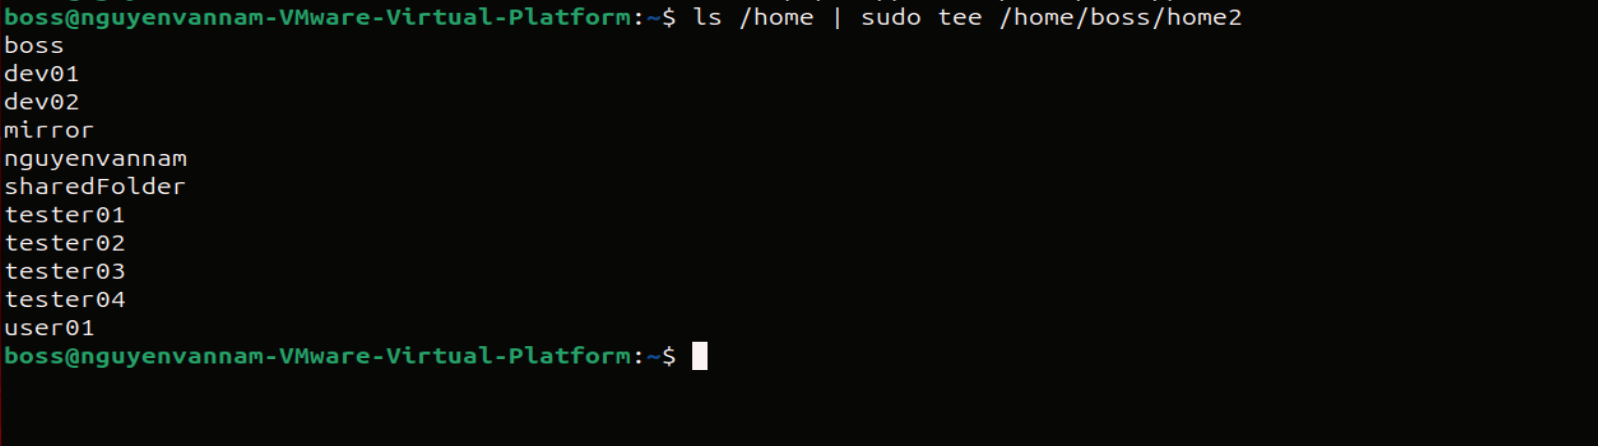 boss@nguyenvannam-VMware-Virtual-Platform:~$ ls /home | sudo tee /home/boss/home2
boss
dev01
dev02
mirror
nguyenvannam
sharedFolder
tester01
tester02
tester03
tester04
user01
boss@nguyenvannam-VMware-Virtual-Platform:~$